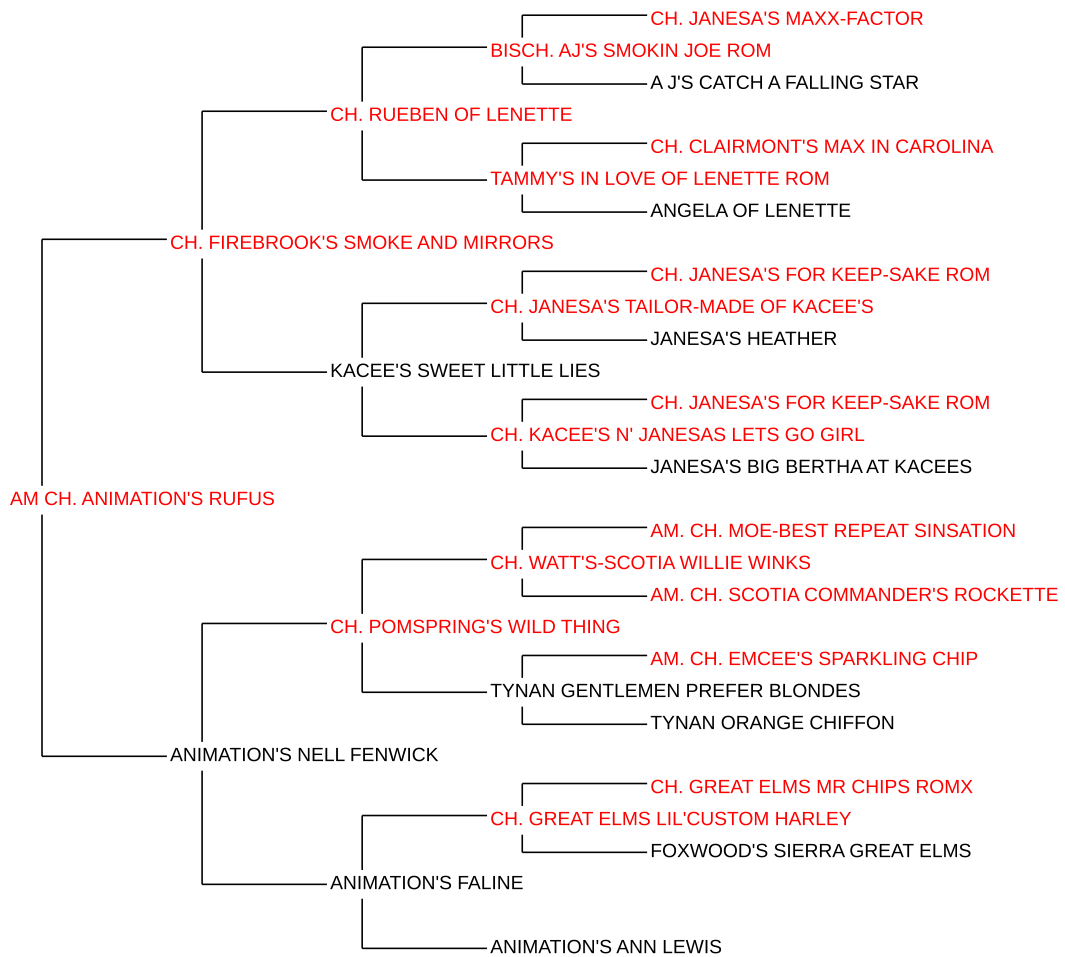 CH. JANESA'S MAXX-FACTOR
BISCH. AJ'S SMOKIN JOE ROM
A J'S CATCH A FALLING STAR
CH. RUEBEN OF LENETTE
CH. CLAIRMONT'S MAX IN CAROLINA
TAMMY'S IN LOVE OF LENETTE ROM
ANGELA OF LENETTE
CH. FIREBROOK'S SMOKE AND MIRRORS
CH. JANESA'S FOR KEEP-SAKE ROM
CH. JANESA'S TAILOR-MADE OF KACEE'S
JANESA'S HEATHER
KACEE'S SWEET LITTLE LIES
CH. JANESA'S FOR KEEP-SAKE ROM
CH. KACEE'S N' JANESAS LETS GO GIRL
JANESA'S BIG BERTHA AT KACEES
AM CH. ANIMATION'S RUFUS
AM. CH. MOE-BEST REPEAT SINSATION
CH. WATT'S-SCOTIA WILLIE WINKS
AM. CH. SCOTIA COMMANDER'S ROCKETTE
CH. POMSPRING'S WILD THING
AM. CH. EMCEE'S SPARKLING CHIP
TYNAN GENTLEMEN PREFER BLONDES
TYNAN ORANGE CHIFFON
ANIMATION'S NELL FENWICK
CH. GREAT ELMS MR CHIPS ROMX
CH. GREAT ELMS LIL'CUSTOM HARLEY
FOXWOOD'S SIERRA GREAT ELMS
ANIMATION'S FALINE
ANIMATION'S ANN LEWIS